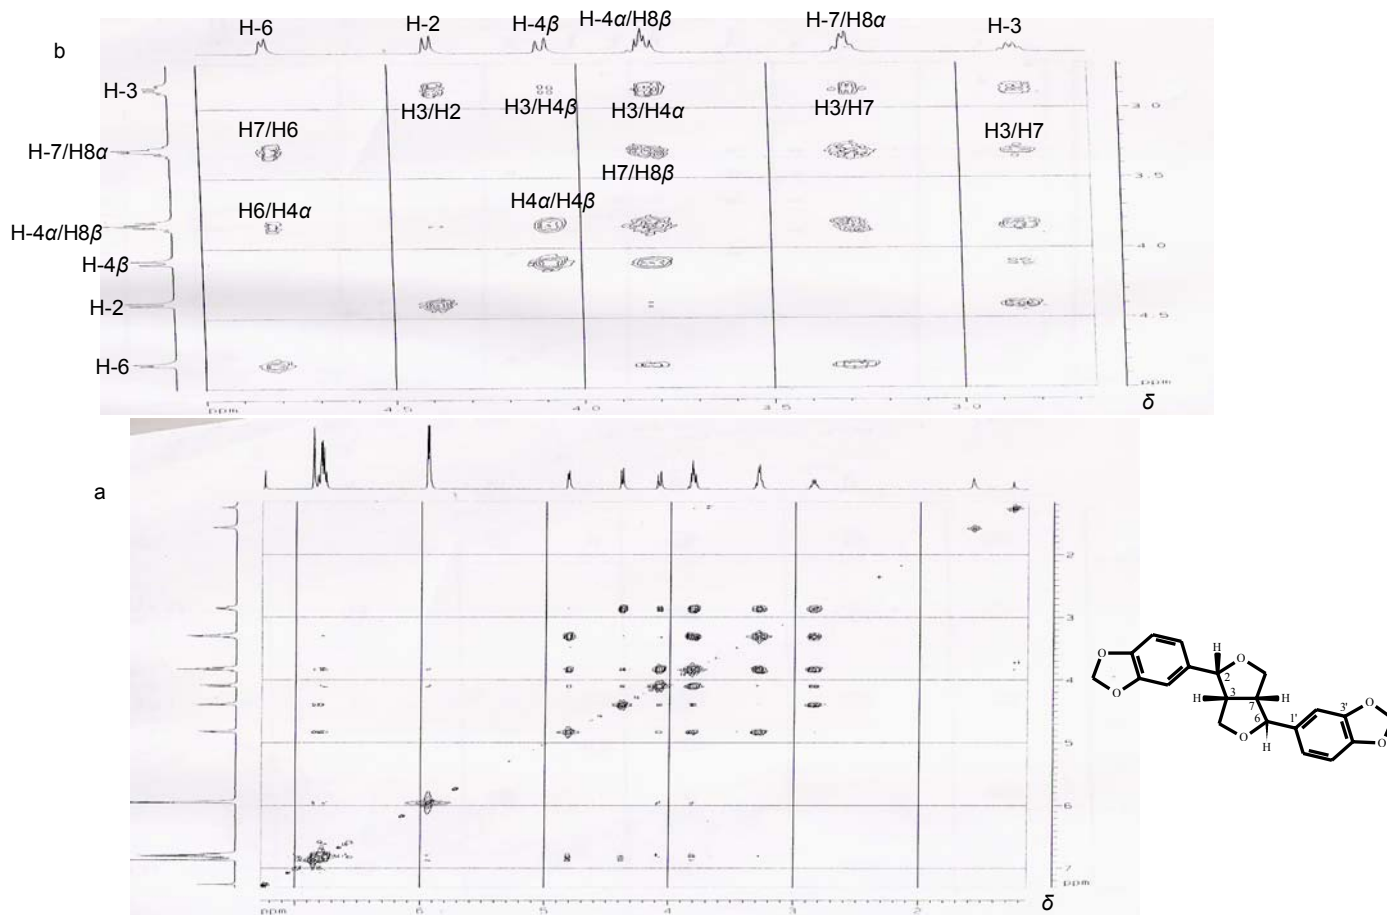 H-6 H-2 H-4β H-4α/H8β H-7/H8α H-3
b
H-3
H3/H2 H3/H4β H3/H4α H3/H7
3.0
H-7/H8α H7/H6 H3/H7
H7/H8β
3.5
H6/H4α H4α/H4β
H-4α/H8β
4.0
H-4β
H-2
4.5
H-6
ppm
ppm 4.5 4.0 3.5 3.0 δ
a
2
3
4
5
6
7
ppm
ppm 6 5 4 3 2 δ
H O
O 2
O H 3 7 H
O 3' O
6 1'
O H O